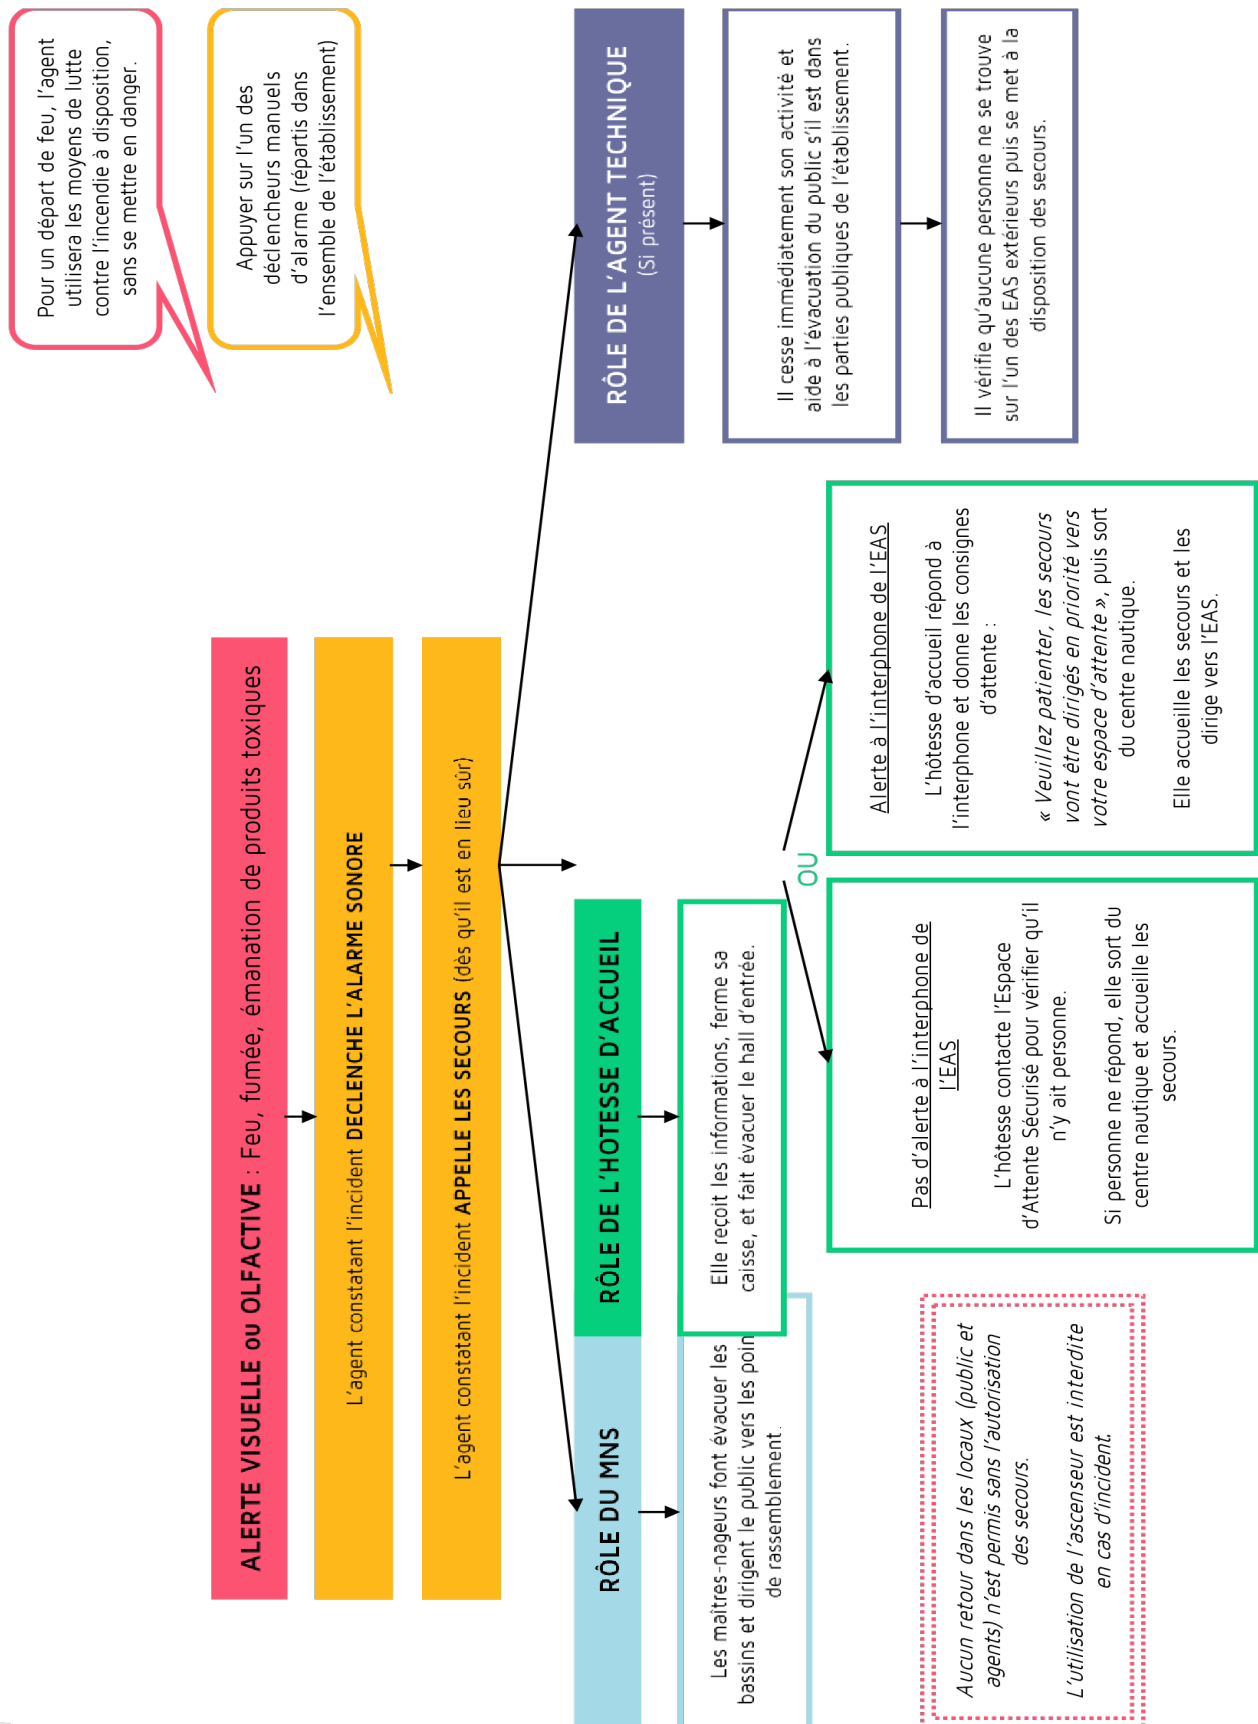 Pour un départ de feu, l'agent
utilisera les moyens de lutte
contre l'incendie à disposition,
sans se mettre en danger.
Appuyer sur l'un des
déclencheurs manuels
d'alarme (répartis dans
l'ensemble de l'établissement)
ALERTE VISUELLE ou OLFACTIVE : Feu, fumée, émanation de produits toxiques
L'agent constatant l'incident DECLENCHE L'ALARME SONORE
L'agent constatant l'incident APPELLE LES SECOURS (dès qu'il est en lieu sûr)
RÔLE DU MNS
Les maîtres-nageurs font évacuer les
bassins et dirigent le public vers les poin
de rassemblement.
RÔLE DE L'HOTESSE D'ACCUEIL
Elle reçoit les informations, ferme sa
caisse, et fait évacuer le hall d'entrée.
RÔLE DE L'AGENT TECHNIQUE
(Si présent)
Il cesse immédiatement son activité et
aide à l'évacuation du public s'il est dans
les parties publiques de l'établissement.
Il vérifie qu'aucune personne ne se trouve
sur l'un des EAS extérieurs puis se met à la
disposition des secours.
Pas d'alerte à l'interphone de
l'EAS
L'hôtesse contacte l'Espace
d'Attente Sécurisé pour vérifier qu'il
n'y ait personne.
Si personne ne répond, elle sort du
centre nautique et accueille les
secours.
OU
Alerte à l'interphone de l'EAS
L'hôtesse d'accueil répond à
l'interphone et donne les consignes
d'attente :
« Veuillez patienter, les secours
vont être dirigés en priorité vers
votre espace d'attente », puis sort
du centre nautique.
Elle accueille les secours et les
dirige vers l'EAS.
Aucun retour dans les locaux (public et
agents) n'est permis sans l'autorisation
des secours.
L'utilisation de l'ascenseur est interdite
en cas d'incident.